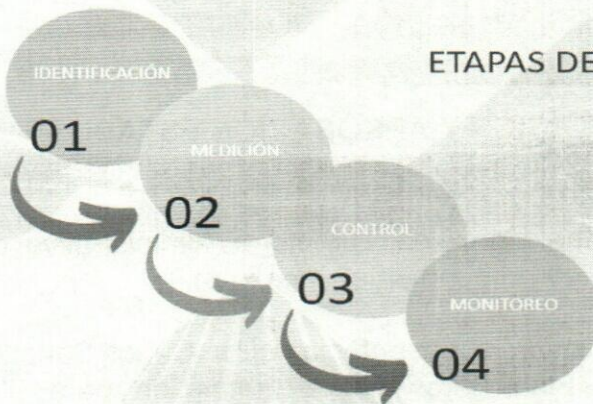 ETAPAS DE
IDENTIFICACIÓN
01
MEDICIÓN
02
CONTROL
03
MONITOREO
04